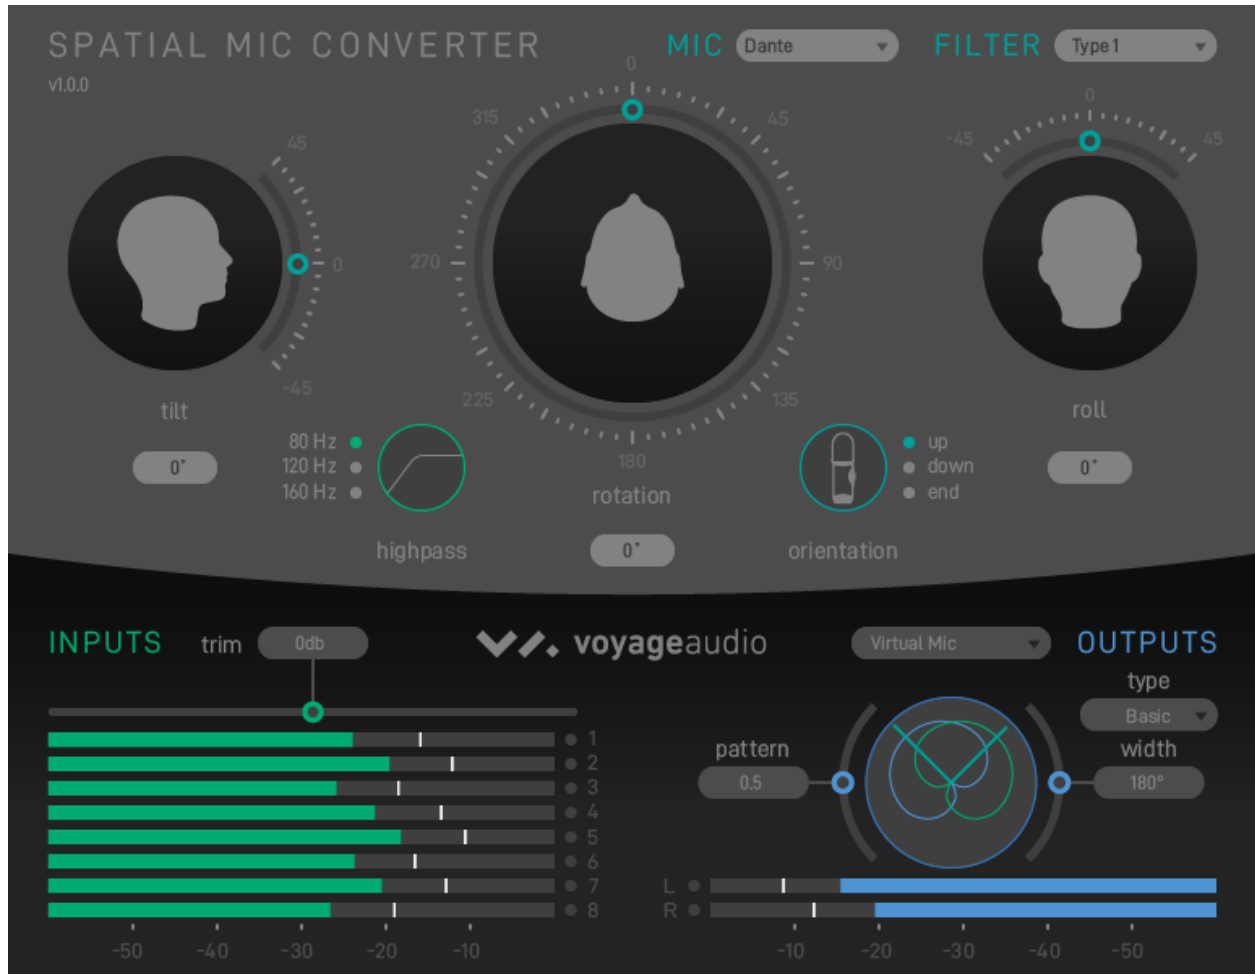 SPATIAL MIC CONVERTER
MIC Dante
FILTER Type 1
v1.0.0
45
0
-45
tilt
0°
0
45
90
135
180
225
270
315
rotation
0°
-45
0
45
roll
0°
80 Hz
120 Hz
160 Hz
highpass
up
down
end
orientation
INPUTS
trim 0db
voyageaudio
Virtual Mic
OUTPUTS
type
Basic
pattern
0.5
width
180°
1
2
3
4
5
6
7
8
-50 -40 -30 -20 -10
L
R
-10 -20 -30 -40 -50